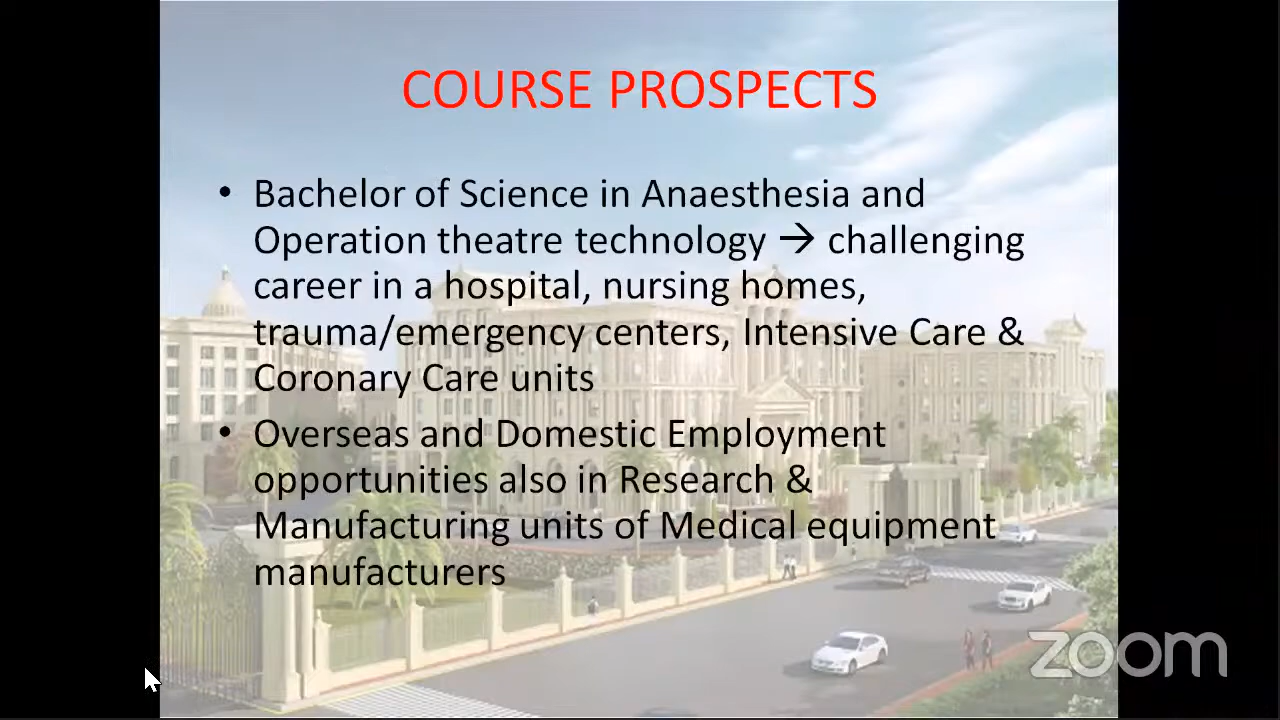 COURSE PROSPECTS
• Bachelor of Science in Anaesthesia and
Operation theatre technology → challenging
career in a hospital, nursing homes,
trauma/emergency centers, Intensive Care &
Coronary Care units
• Overseas and Domestic Employment
opportunities also in Research &
Manufacturing units of Medical equipment
manufacturers
zoom